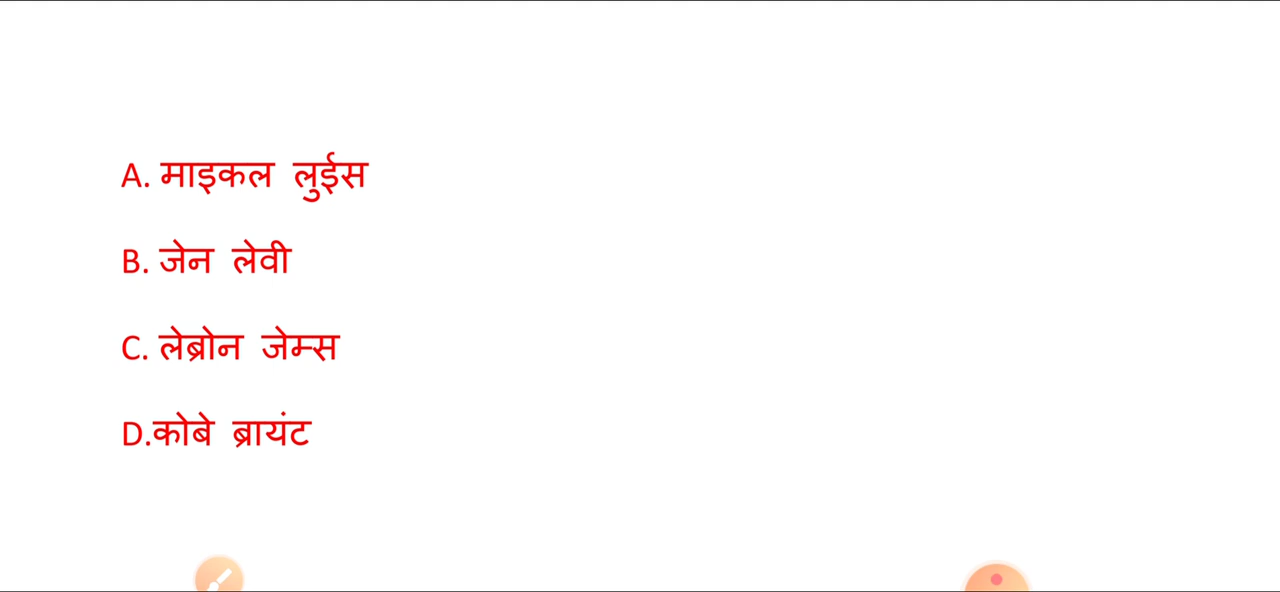 A. माइकल लुईस
B. जेन लेवी
C. लेब्रोन जेम्स
D.कोबे ब्रायंट